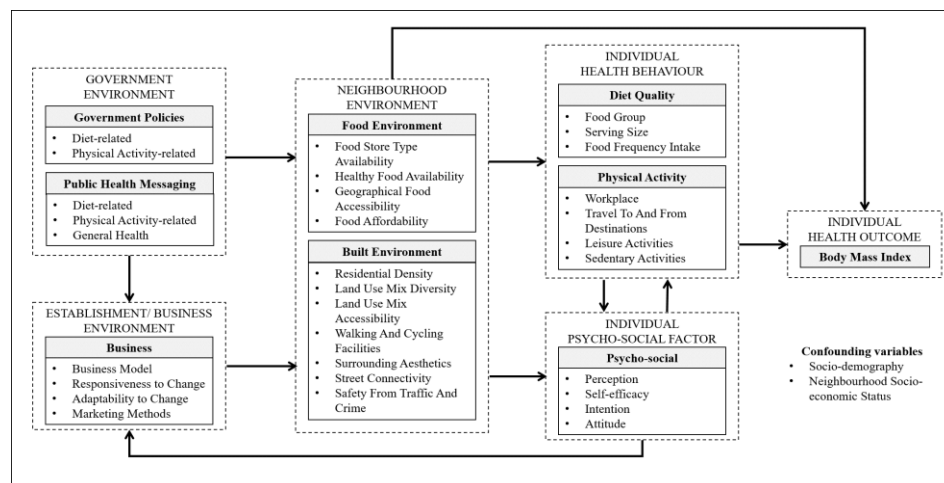 GOVERNMENT
ENVIRONMENT
Government Policies
• Diet-related
• Physical Activity-related
Public Health Messaging
• Diet-related
• Physical Activity-related
• General Health
ESTABLISHMENT/ BUSINESS
ENVIRONMENT
Business
• Business Model
• Responsiveness to Change
• Adaptability to Change
• Marketing Methods
NEIGHBOURHOOD
ENVIRONMENT
Food Environment
• Food Store Type
Availability
• Healthy Food Availability
• Geographical Food
Accessibility
• Food Affordability
Built Environment
• Residential Density
• Land Use Mix Diversity
• Land Use Mix
Accessibility
• Walking And Cycling
Facilities
• Surrounding Aesthetics
• Street Connectivity
• Safety From Traffic And
Crime
INDIVIDUAL
HEALTH BEHAVIOUR
Diet Quality
• Food Group
• Serving Size
• Food Frequency Intake
Physical Activity
• Workplace
• Travel To And From
Destinations
• Leisure Activities
• Sedentary Activities
INDIVIDUAL
PSYCHO-SOCIAL FACTOR
Psycho-social
• Perception
• Self-efficacy
• Intention
• Attitude
INDIVIDUAL
HEALTH OUTCOME
Body Mass Index
Confounding variables
• Socio-demography
• Neighbourhood Socio-
economic Status